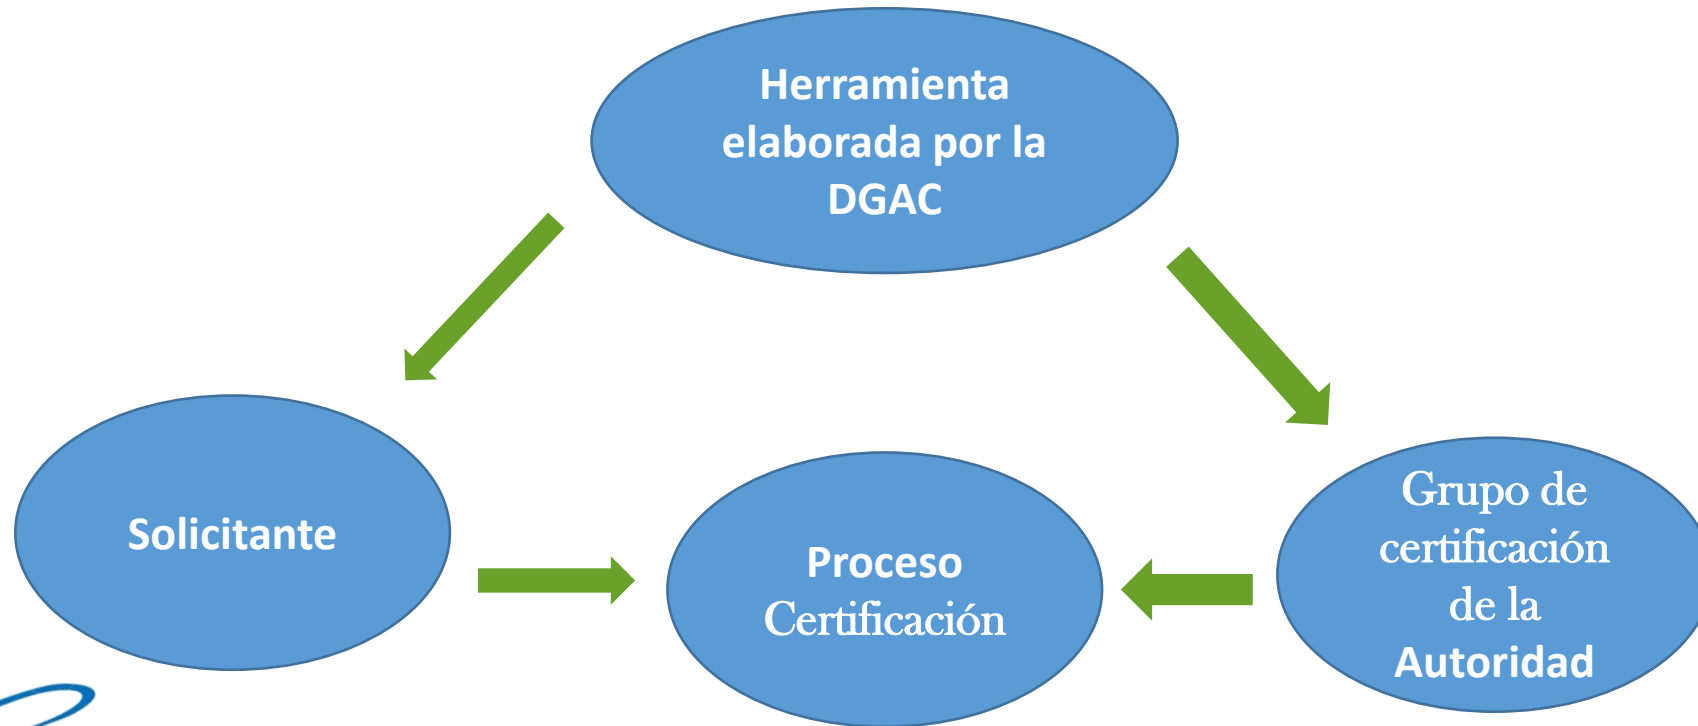 Herramienta
elaborada por la
DGAC
Solicitante
Proceso
Certificación
Grupo de
certificación
de la
Autoridad